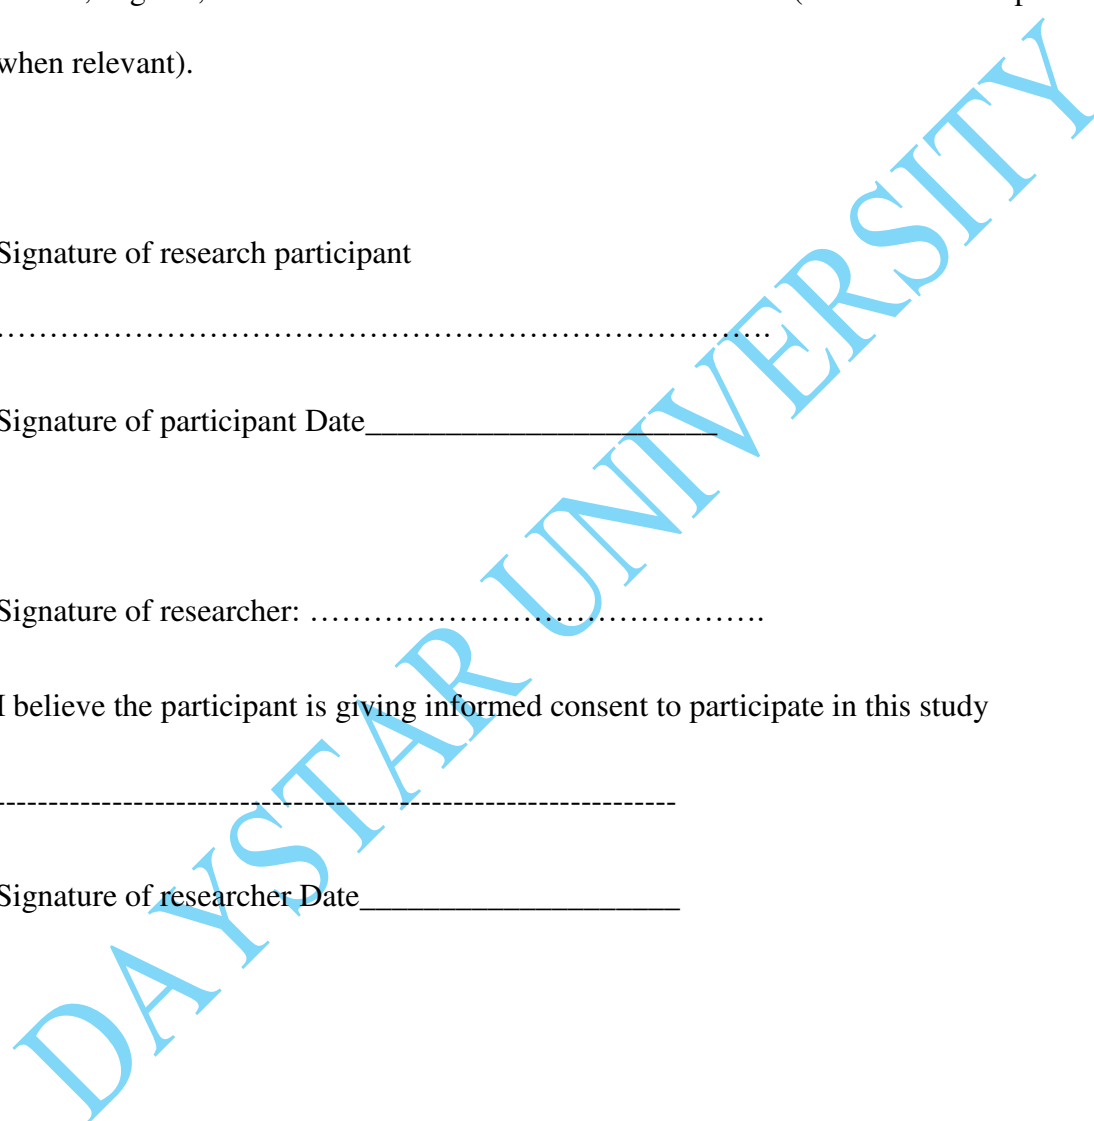 when relevant).
Signature of research participant
……………………………………………………………….
Signature of participant Date______________________
Signature of researcher: …………………………………….
I believe the participant is giving informed consent to participate in this study
----------------------------------------------------------------
Signature of researcher Date____________________
DAYSTAR UNIVERSITY